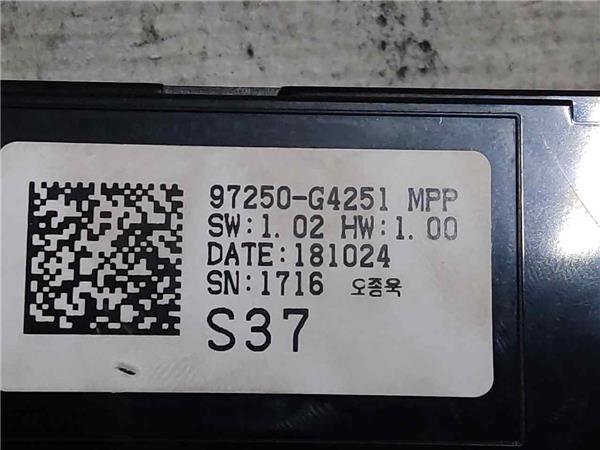 97250-G4251 MPP
SW:1.02 HW:1.00
DATE:181024
SN:1716 오종욱
S37